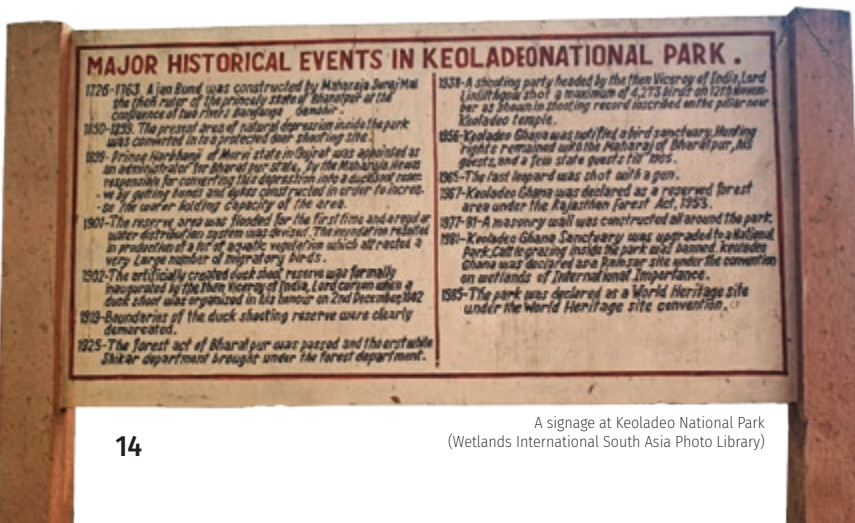 MAJOR HISTORICAL EVENTS IN KEOLADEONATIONAL PARK.
1726-1763. Ajan Bund was constructed by Maharaja Suraj Mal
the then ruler of the princely state of Bharatpur at the
confluence of two rivers Banganga Gambhir.
1850-1899. The present area of natural depression inside the park
was converted in to a protected duck shooting site.
Prince Harbhanji of Morvi state in Gujrat was appointed as
an administrator for Bharatpur state, by the Maharaja. He was
responsible for converting the depression into a duck shoot reser-
-ve by getting bunds and dykes constructed in order to increa-
-se the water holding capacity of the area.
1901-The reserve area was flooded for the first time and a regular
water distribution system was devised. The inundation resulted
in production of a lot of aquatic vegetation which attracted a
very Large number of migratory birds.
1902-The artificially created duck shoot reserve was formally
inaugurated by the then Viceroy of India, Lord curzon when a
duck shoot was organised in his honour on 2nd December,1902
1919-Boundaries of the duck shooting reserve were clearly
demarcated.
1925-The forest act of Bharatpur was passed and the erstwhile
Shikar department brought under the forest department.
1938-A shooting party headed by the then Viceroy of India, Lord
Linlithgow shot a maximum of 4,273 birds on 12th Novem-
ber as shown in shooting record inscribed on the pillar near
Keoladeo temple.
1956-Keoladeo Ghana was notified a bird sanctuary. Hunting
rights remained with the Maharaj of Bharatpur, his
guests, and a few state guests till 1965.
1965-The last leopard was shot with a gun.
1967-Keoladeo Ghana was declared as a reserved forest
area under the Rajasthan Forest Act, 1953.
1977-81-A masonry wall was constructed all around the park.
1981-Keoladeo Ghana Sanctuary was upgraded to a National
Park, Cattle grazing inside the park was banned. Keoladeo
Ghana was declared as a Ramsar site under the convention
on wetlands of International Importance.
1985-The park was declared as a World Heritage site
under the World Heritage site convention.
A signage at Keoladeo National Park
(Wetlands International South Asia Photo Library)
14